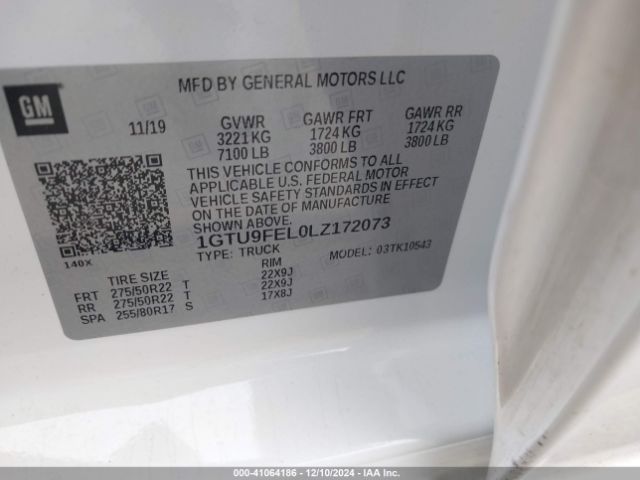 GM
MFD BY GENERAL MOTORS LLC
11/19 GVWR GAWR FRT GAWR RR
3221 KG 1724 KG 1724 KG
7100 LB 3800 LB 3800 LB
THIS VEHICLE CONFORMS TO ALL
APPLICABLE U.S. FEDERAL MOTOR
VEHICLE SAFETY STANDARDS IN EFFECT
ON THE DATE OF MANUFACTURE
SHOWN ABOVE.
1GTU9FEL0LZ172073
140X TYPE: TRUCK MODEL: 03TK10543
TIRE SIZE RIM
FRT 275/50R22 T 22X9J
RR 275/50R22 T 22X9J
SPA 255/80R17 S 17X8J
000-41064186 - 12/10/2024 - IAA Inc.